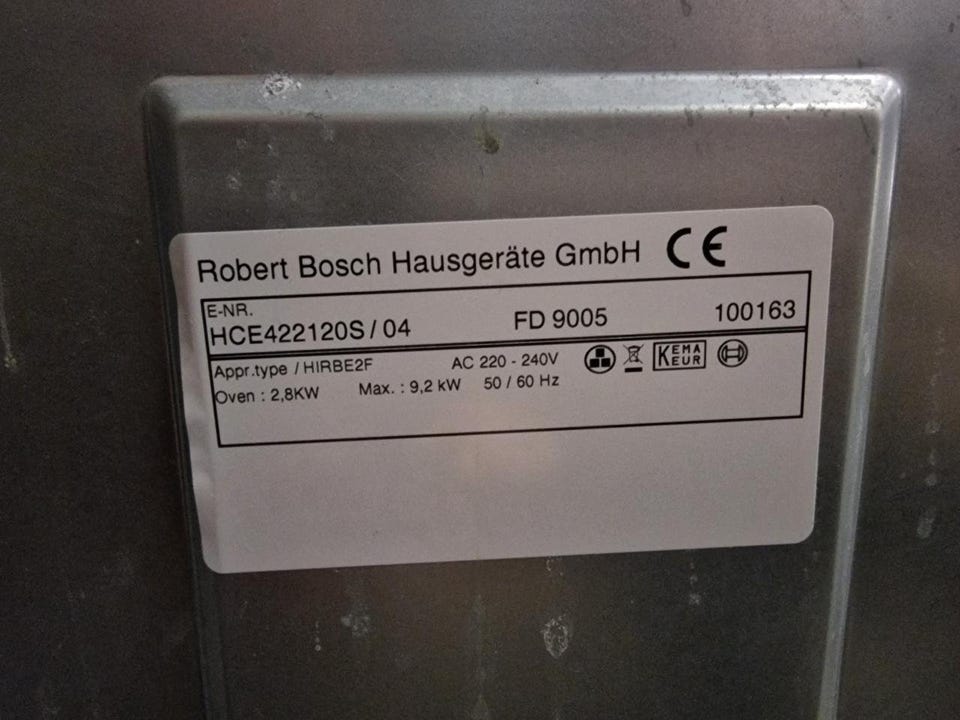 Robert Bosch Hausgeräte GmbH CE
E-NR.
HCE422120S / 04 FD 9005 100163
Appr.type / HIRBE2F AC 220 - 240V KEMA EUR
Oven : 2,8KW Max. : 9,2 kW 50 / 60 Hz